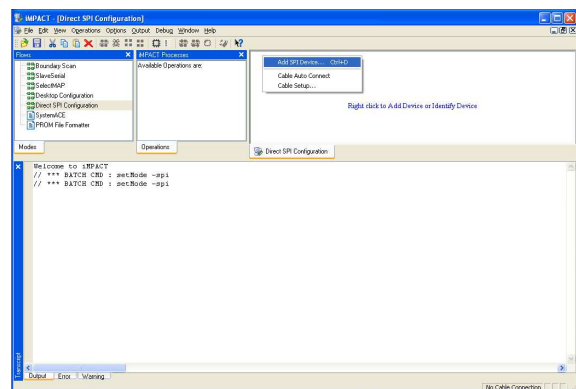 iMPACT - [Direct SPI Configuration]
File Edit View Operations Options Output Debug Window Help
Flows
Boundary Scan
SlaveSerial
SelectMAP
Desktop Configuration
Direct SPI Configuration
SystemACE
PROM File Formatter
Modes
iMPACT Processes
Available Operations are:
Operations
Add SPI Device... Ctrl+D
Cable Auto Connect
Cable Setup...
Right click to Add Device or Identify Device
Direct SPI Configuration
Welcome to iMPACT
// *** BATCH CMD : setMode -spi
// *** BATCH CMD : setMode -spi
Transcript
Output Error Warning
No Cable Connection